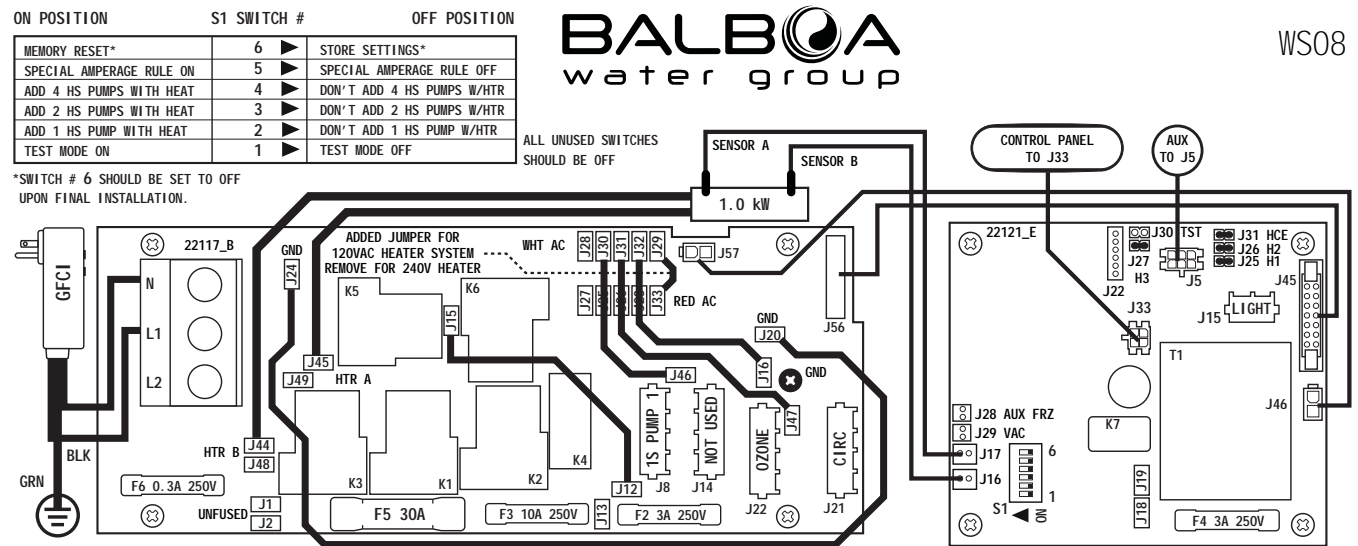 ON POSITION S1 SWITCH # OFF POSITION
MEMORY RESET* 6 STORE SETTINGS*
SPECIAL AMPERAGE RULE ON 5 SPECIAL AMPERAGE RULE OFF
ADD 4 HS PUMPS WITH HEAT 4 DON'T ADD 4 HS PUMPS W/HTR
ADD 2 HS PUMPS WITH HEAT 3 DON'T ADD 2 HS PUMPS W/HTR
ADD 1 HS PUMP WITH HEAT 2 DON'T ADD 1 HS PUMP W/HTR
TEST MODE ON 1 TEST MODE OFF
*SWITCH # 6 SHOULD BE SET TO OFF
UPON FINAL INSTALLATION.
ALL UNUSED SWITCHES
SHOULD BE OFF
BALBOA
water group
WS08
SENSOR A
SENSOR B
1.0 kW
CONTROL PANEL
TO J33
AUX
TO J5
GFCI
GRN
BLK
22117_B
N
L1
L2
GND
J24
ADDED JUMPER FOR
120VAC HEATER SYSTEM
REMOVE FOR 240V HEATER
WHT AC
J28
J30
J31
J32
J29
J57
J27
J33
RED AC
K5
K6
J15
J56
GND
J20
J45
J49
HTR A
J46
J16
GND
J47
J44
HTR B
J48
K3
K1
K2
K4
1S PUMP 1
J8
NOT USED
J14
OZONE
J22
CIRC
J21
J12
J13
F6 0.3A 250V
UNFUSED
J1
J2
F5 30A
F3 10A 250V
F2 3A 250V
22121_E
J30 TST
J27
H3
J22
J31 HCE
J26 H2
J25 H1
J5
J45
J33
J15
LIGHT
T1
K7
J46
J28 AUX FRZ
J29 VAC
J17
J16
6
1
S1
NO
J19
J18
F4 3A 250V